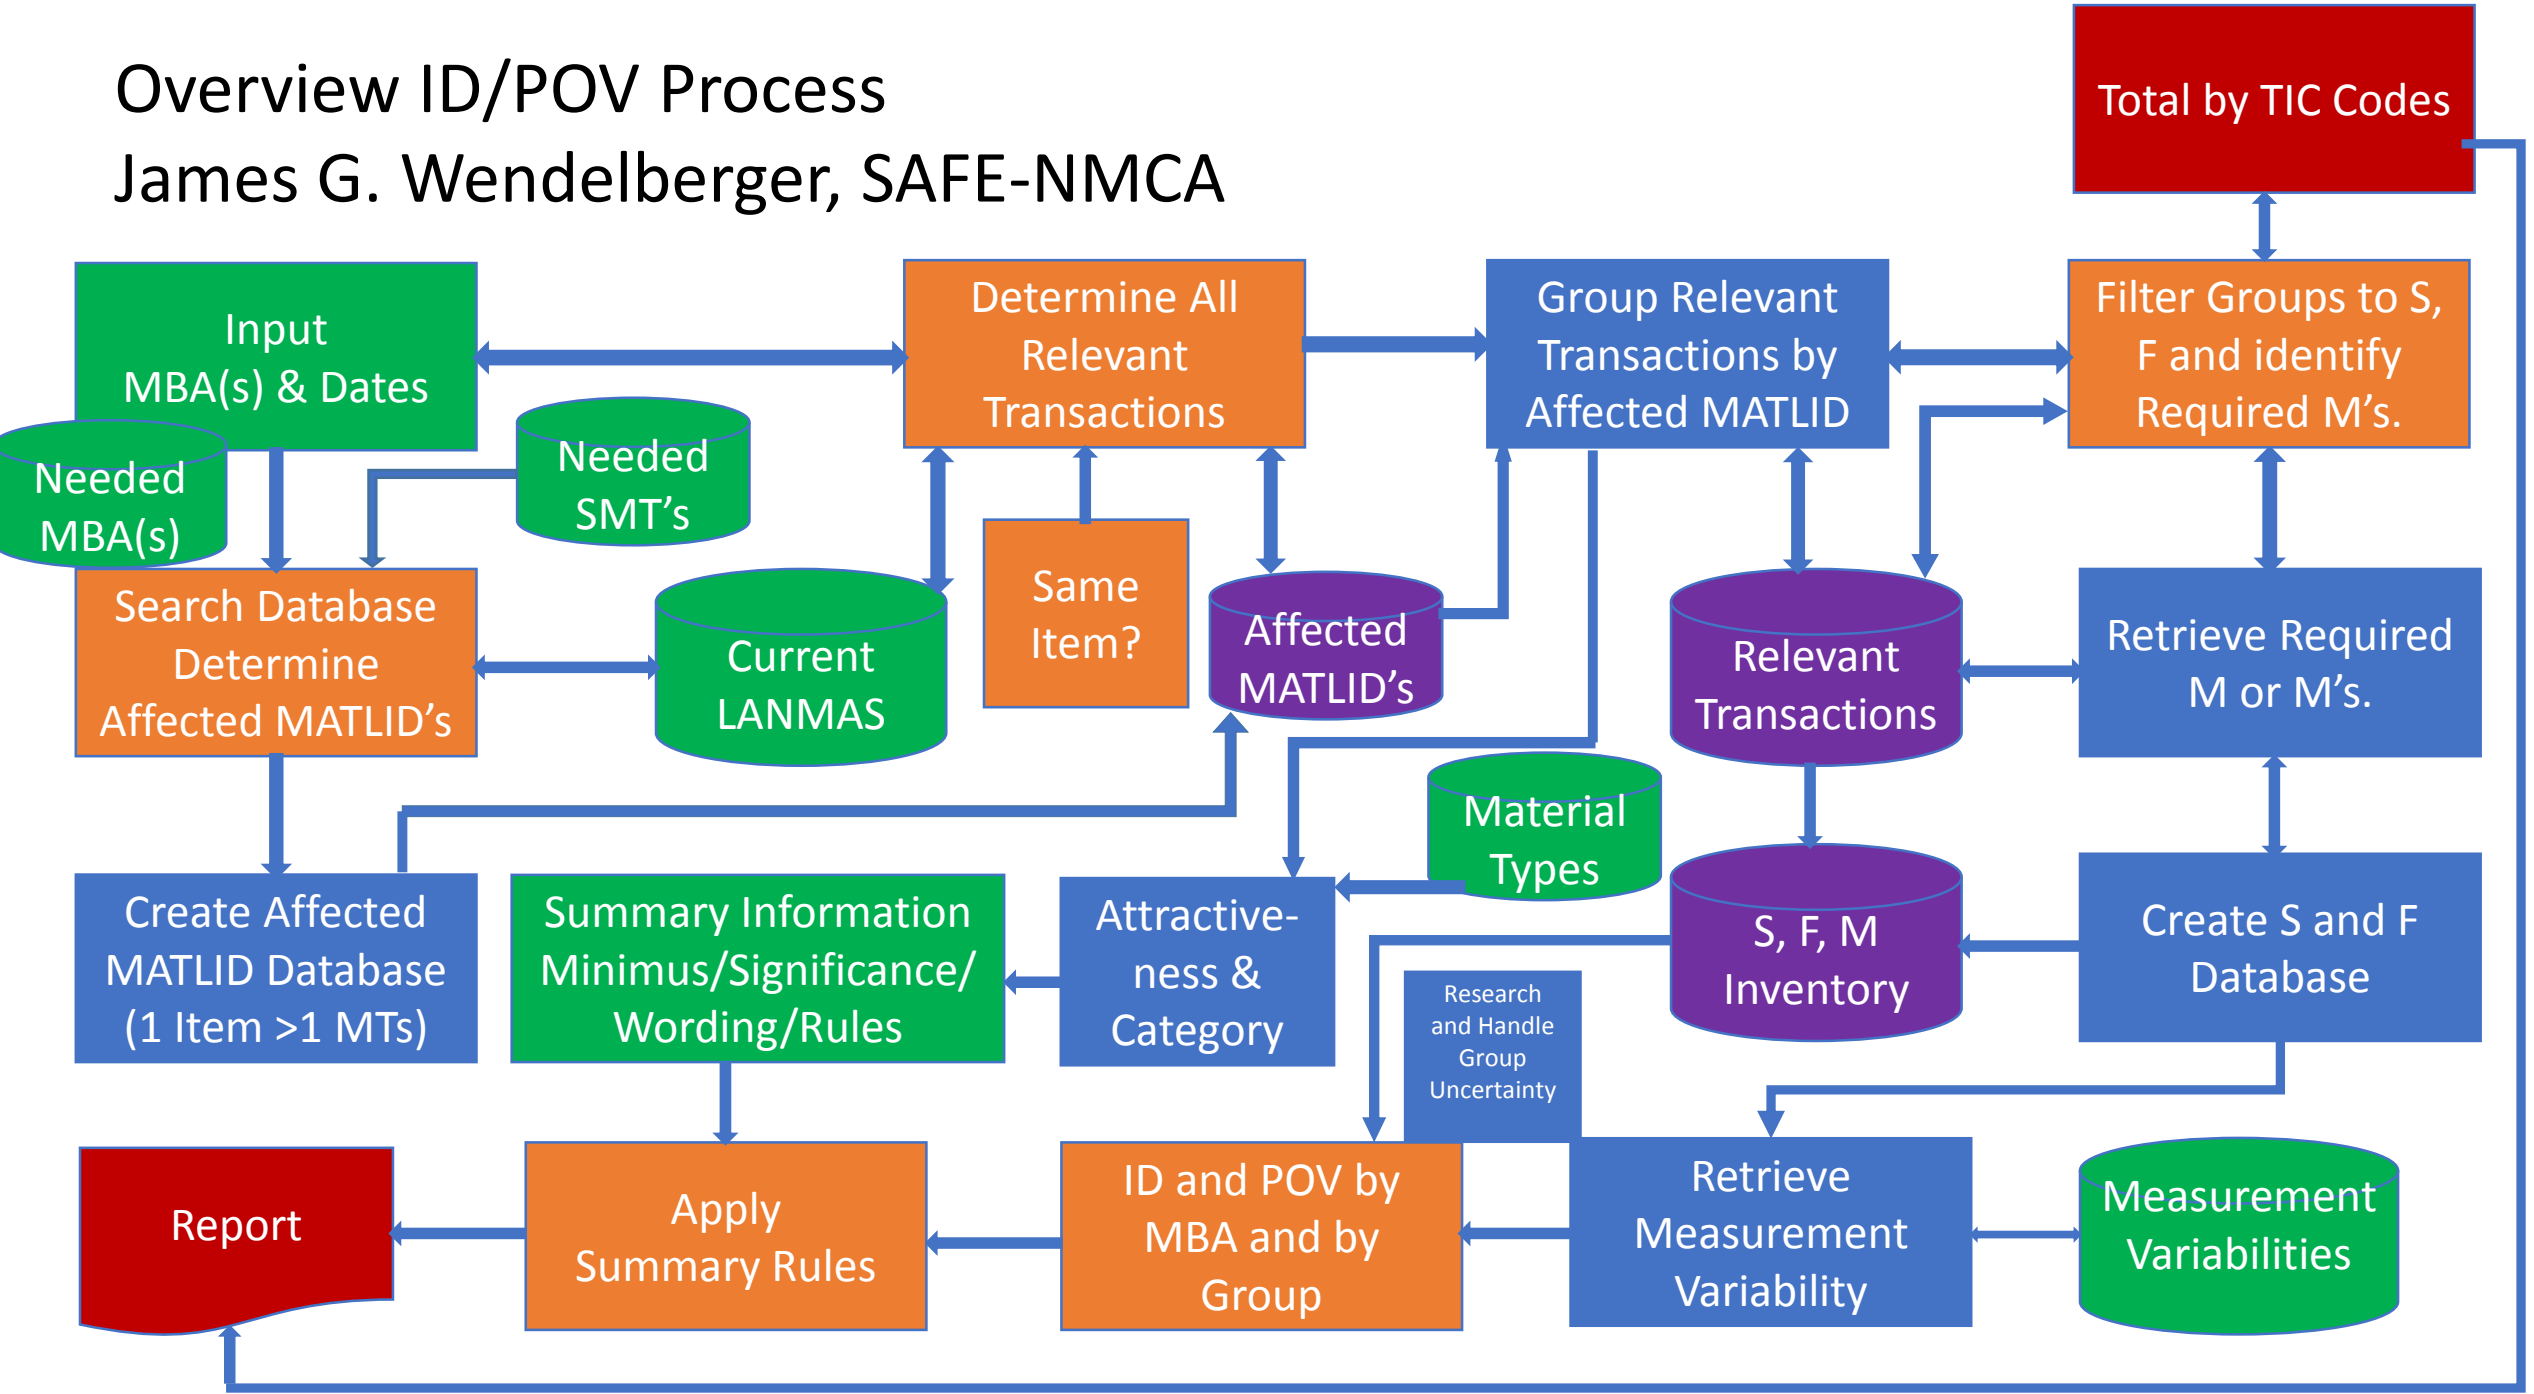 Overview ID/POV Process
James G. Wendelberger, SAFE-NMCA
Total by TIC Codes
Input
MBA(s) & Dates
Determine All
Relevant
Transactions
Group Relevant
Transactions by
Affected MATLID
Filter Groups to S,
F and identify
Required M’s.
Needed
MBA(s)
Needed
SMT’s
Search Database
Determine
Affected MATLID’s
Current
LANMAS
Same
Item?
Affected
MATLID’s
Relevant
Transactions
Retrieve Required
M or M’s.
Material
Types
Create Affected
MATLID Database
(1 Item >1 MTs)
Summary Information
Minimus/Significance/
Wording/Rules
Attractive-
ness &
Category
S, F, M
Inventory
Create S and F
Database
Research
and Handle
Group
Uncertainty
Report
Apply
Summary Rules
ID and POV by
MBA and by
Group
Retrieve
Measurement
Variability
Measurement
Variabilities